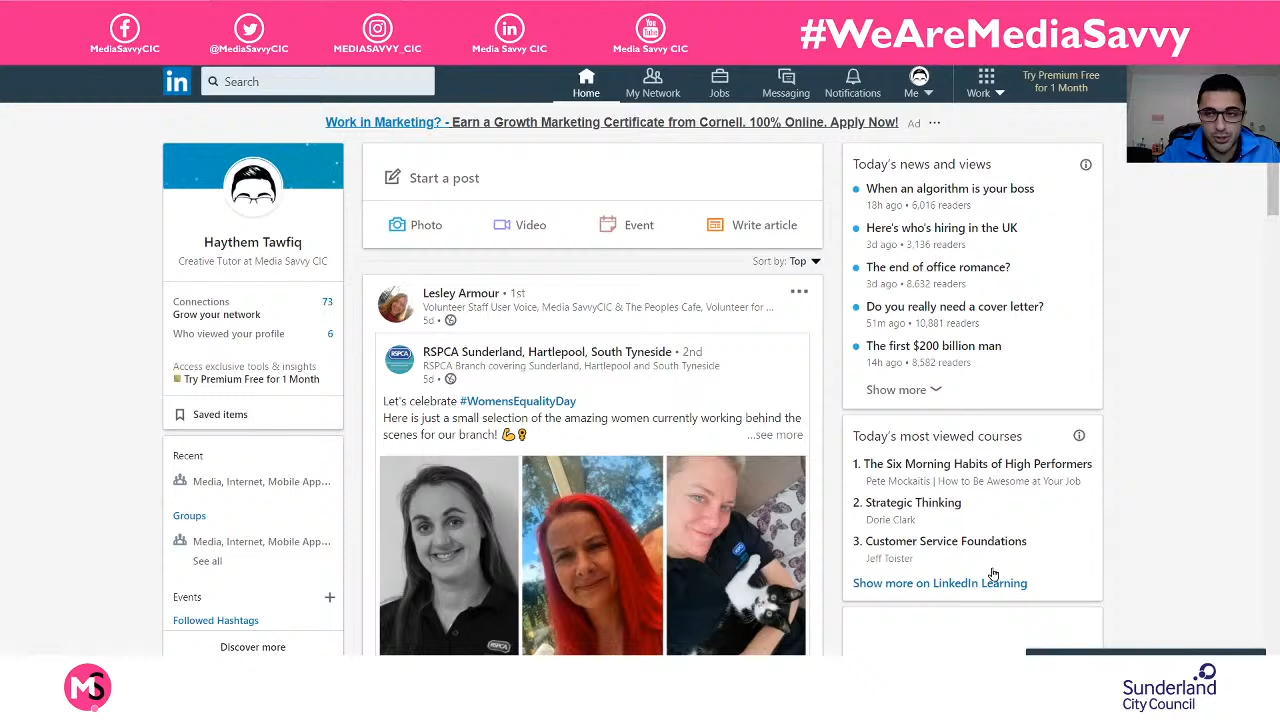 MediaSavvyCIC
@MediaSavvyCIC
MEDIASAVVY_CIC
in
Media Savvy CIC
You Tube
Media Savvy CIC
#WeAreMediaSavvy
in
Search
Home
My Network
Jobs
Messaging
Notifications
Me
Work
Try Premium Free
for 1 Month
Work in Marketing? - Earn a Growth Marketing Certificate from Cornell. 100% Online. Apply Now! Ad ···
Haythem Tawfiq
Creative Tutor at Media Savvy CIC
Connections 73
Grow your network
Who viewed your profile 6
Access exclusive tools & insights
Try Premium Free for 1 Month
Saved items
Recent
Media, Internet, Mobile App...
Groups
Media, Internet, Mobile App...
See all
Events +
Followed Hashtags
Discover more
Start a post
Photo
Video
Event
Write article
Sort by: Top
Lesley Armour • 1st
Volunteer Staff User Voice, Media SavvyCIC & The Peoples Cafe, Volunteer for ...
5d •
RSPCA
RSPCA Sunderland, Hartlepool, South Tyneside • 2nd
RSPCA Branch covering Sunderland, Hartlepool and South Tyneside
5d •
Let's celebrate #WomensEqualityDay
Here is just a small selection of the amazing women currently working behind the
scenes for our branch! 💪👩
...see more
RSPCA
Today's news and views
When an algorithm is your boss
18h ago • 6,016 readers
Here's who's hiring in the UK
3d ago • 3,136 readers
The end of office romance?
3d ago • 8,632 readers
Do you really need a cover letter?
51m ago • 10,881 readers
The first $200 billion man
14h ago • 8,582 readers
Show more
Today's most viewed courses
1. The Six Morning Habits of High Performers
Pete Mockaitis | How to Be Awesome at Your Job
2. Strategic Thinking
Dorie Clark
3. Customer Service Foundations
Jeff Toister
Show more on LinkedIn Learning
MS
Sunderland
City Council